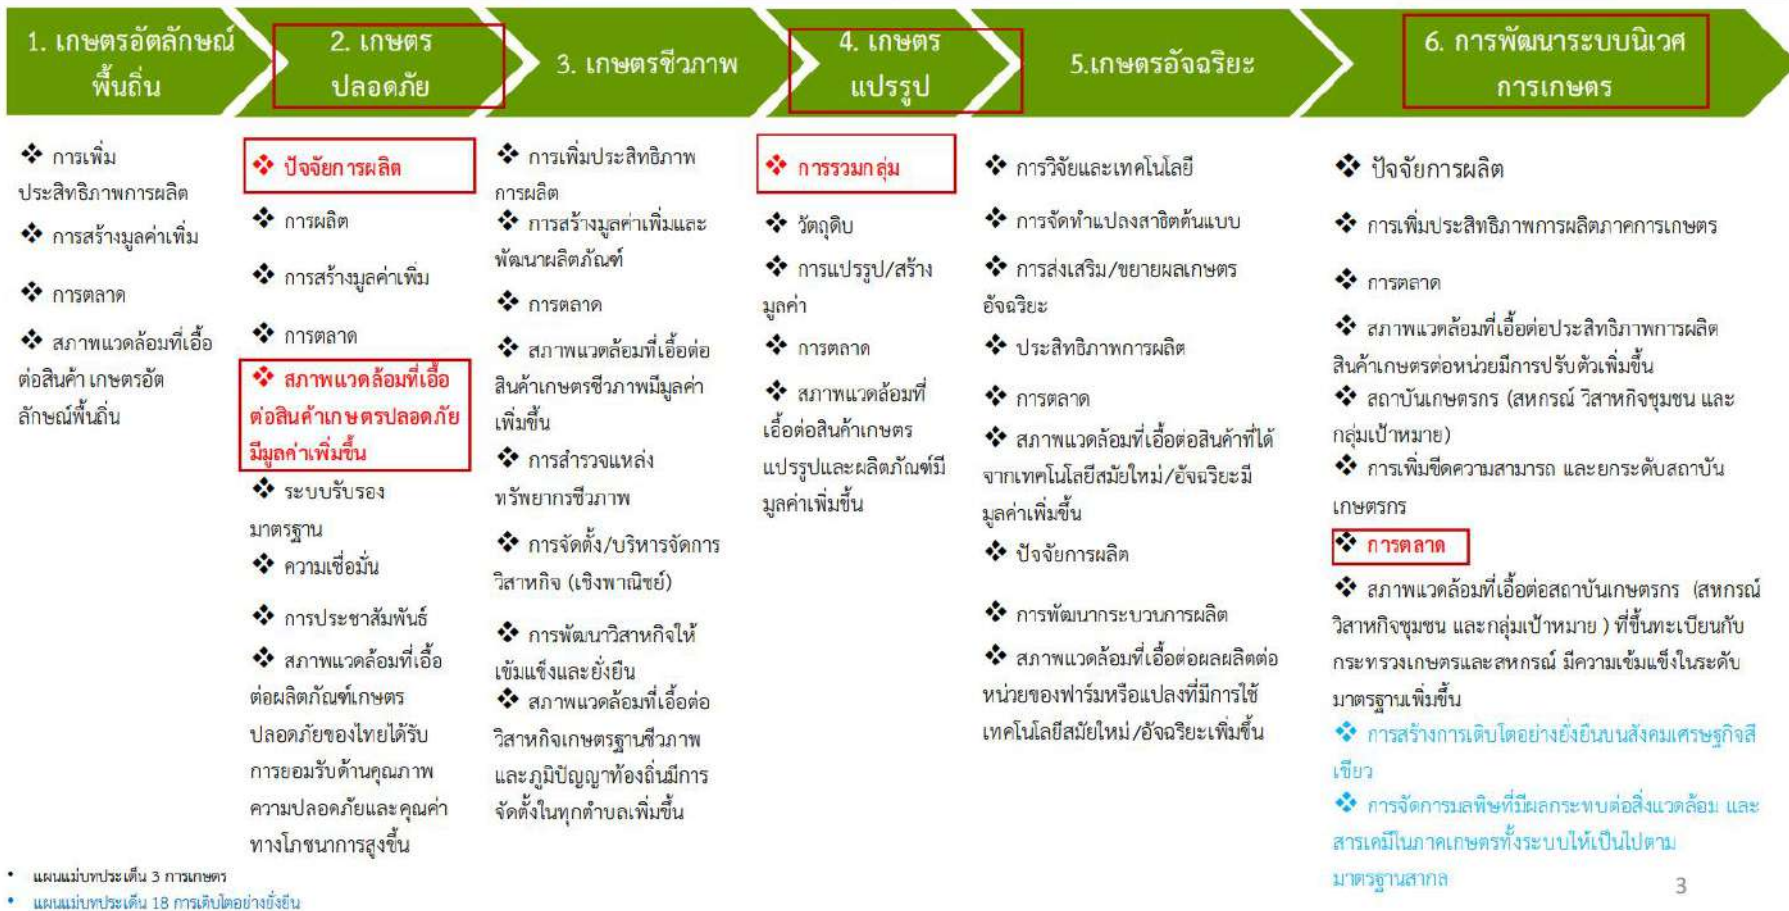 1. เกษตรอัตลักษณ์
พื้นถิ่น
2. เกษตร
ปลอดภัย
3. เกษตรชีวภาพ
4. เกษตร
แปรรูป
5.เกษตรอัจฉริยะ
6. การพัฒนาระบบนิเวศ
การเกษตร
❖ การเพิ่ม
ประสิทธิภาพการผลิต
❖ การสร้างมูลค่าเพิ่ม
❖ การตลาด
❖ สภาพแวดล้อมที่เอื้อ
ต่อสินค้า เกษตรอัต
ลักษณ์พื้นถิ่น
❖ ปัจจัยการผลิต
❖ การผลิต
❖ การสร้างมูลค่าเพิ่ม
❖ การตลาด
❖ สภาพแวดล้อมที่เอื้อ
ต่อสินค้าเกษตรปลอดภัย
มีมูลค่าเพิ่มขึ้น
❖ ระบบรับรอง
มาตรฐาน
❖ ความเชื่อมั่น
❖ การประชาสัมพันธ์
❖ สภาพแวดล้อมที่เอื้อ
ต่อผลิตภัณฑ์เกษตร
ปลอดภัยของไทยได้รับ
การยอมรับด้านคุณภาพ
ความปลอดภัยและคุณค่า
ทางโภชนาการสูงขึ้น
❖ การเพิ่มประสิทธิภาพ
การผลิต
❖ การสร้างมูลค่าเพิ่มและ
พัฒนาผลิตภัณฑ์
❖ การตลาด
❖ สภาพแวดล้อมที่เอื้อต่อ
สินค้าเกษตรชีวภาพมีมูลค่า
เพิ่มขึ้น
❖ การสำรวจแหล่ง
ทรัพยากรชีวภาพ
❖ การจัดตั้ง/บริหารจัดการ
วิสาหกิจ (เชิงพาณิชย์)
❖ การพัฒนาวิสาหกิจให้
เข้มแข็งและยั่งยืน
❖ สภาพแวดล้อมที่เอื้อต่อ
วิสาหกิจเกษตรฐานชีวภาพ
และภูมิปัญญาท้องถิ่นมีการ
จัดตั้งในทุกตำบลเพิ่มขึ้น
❖ การรวมกลุ่ม
❖ วัตถุดิบ
❖ การแปรรูป/สร้าง
มูลค่า
❖ การตลาด
❖ สภาพแวดล้อมที่
เอื้อต่อสินค้าเกษตร
แปรรูปและผลิตภัณฑ์มี
มูลค่าเพิ่มขึ้น
❖ การวิจัยและเทคโนโลยี
❖ การจัดทำแปลงสาธิตต้นแบบ
❖ การส่งเสริม/ขยายผลเกษตร
อัจฉริยะ
❖ ประสิทธิภาพการผลิต
❖ การตลาด
❖ สภาพแวดล้อมที่เอื้อต่อสินค้าที่ได้
จากเทคโนโลยีสมัยใหม่/อัจฉริยะมี
มูลค่าเพิ่มขึ้น
❖ ปัจจัยการผลิต
❖ การพัฒนากระบวนการผลิต
❖ สภาพแวดล้อมที่เอื้อต่อผลผลิตต่อ
หน่วยของฟาร์มหรือแปลงที่มีการใช้
เทคโนโลยีสมัยใหม่/อัจฉริยะเพิ่มขึ้น
❖ ปัจจัยการผลิต
❖ การเพิ่มประสิทธิภาพการผลิตภาคการเกษตร
❖ การตลาด
❖ สภาพแวดล้อมที่เอื้อต่อประสิทธิภาพการผลิต
สินค้าเกษตรต่อหน่วยมีการปรับตัวเพิ่มขึ้น
❖ สถาบันเกษตรกร (สหกรณ์ วิสาหกิจชุมชน และ
กลุ่มเป้าหมาย)
❖ การเพิ่มขีดความสามารถ และยกระดับสถาบัน
เกษตรกร
❖ การตลาด
❖ สภาพแวดล้อมที่เอื้อต่อสถาบันเกษตรกร (สหกรณ์
วิสาหกิจชุมชน และกลุ่มเป้าหมาย ) ที่ขึ้นทะเบียนกับ
กระทรวงเกษตรและสหกรณ์ มีความเข้มแข็งในระดับ
มาตรฐานเพิ่มขึ้น
❖ การสร้างการเติบโตอย่างยั่งยืนบนสังคมเศรษฐกิจสี
เขียว
❖ การจัดการมลพิษที่มีผลกระทบต่อสิ่งแวดล้อม และ
สารเคมีในภาคเกษตรทั้งระบบให้เป็นไปตาม
มาตรฐานสากล
• แผนแม่บทประเด็น 3 การเกษตร
• แผนแม่บทประเด็น 18 การเติบโตอย่างยั่งยืน
3